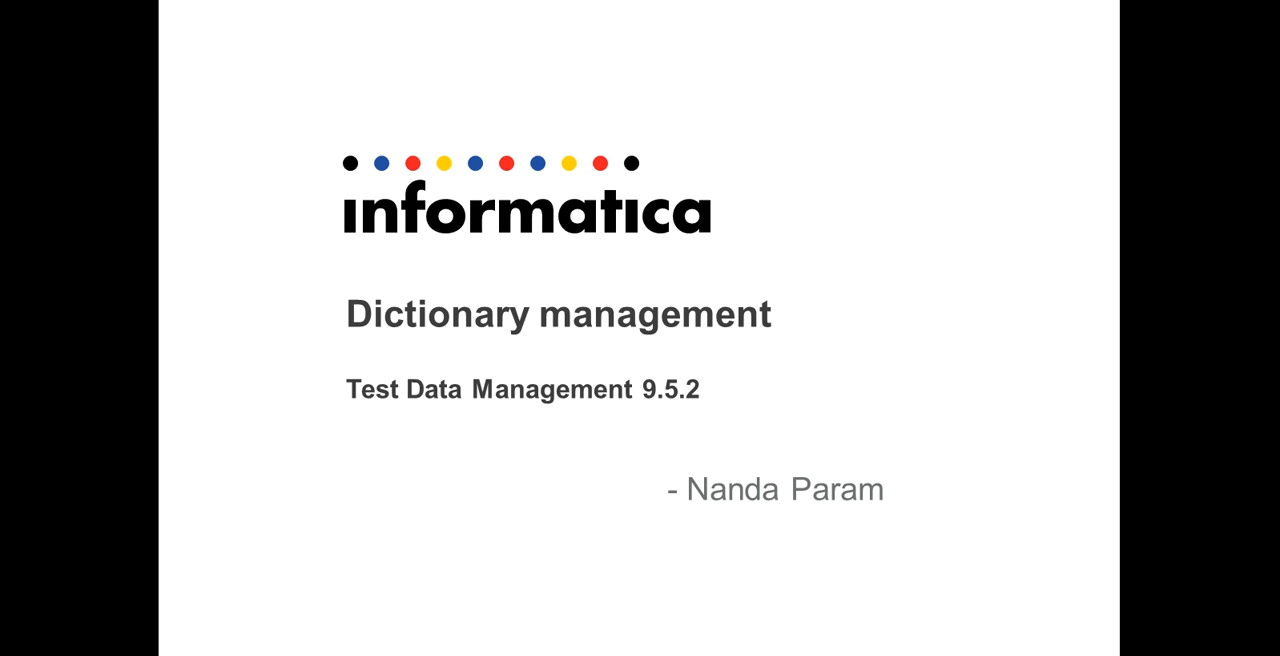 informatica
Dictionary management
Test Data Management 9.5.2
- Nanda Param